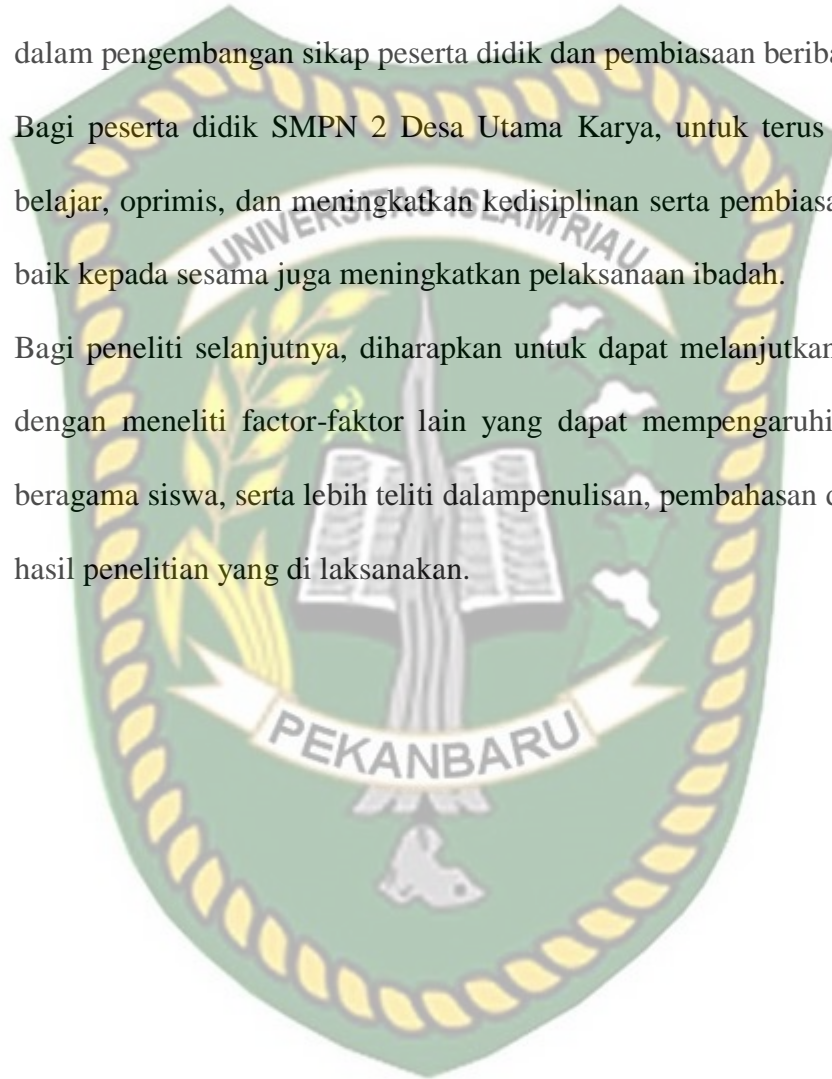 dalam pengembangan sikap peserta didik dan pembiasaan
Bagi peserta didik SMPN 2 Desa Utama Karya, untuk terus
belajar, oprimis, dan meningkatkan kedisiplinan serta
baik kepada sesama juga meningkatkan pelaksanaan ibadah.
Bagi peneliti selanjutnya, diharapkan untuk dapat melanjutkan
dengan meneliti factor-faktor lain yang dapat mempengaruhi
beragama siswa, serta lebih teliti dalampenulisan, pembahasan
hasil penelitian yang di laksanakan.
UNIVERSITAS ISLAM RIAU
PEKANBARU